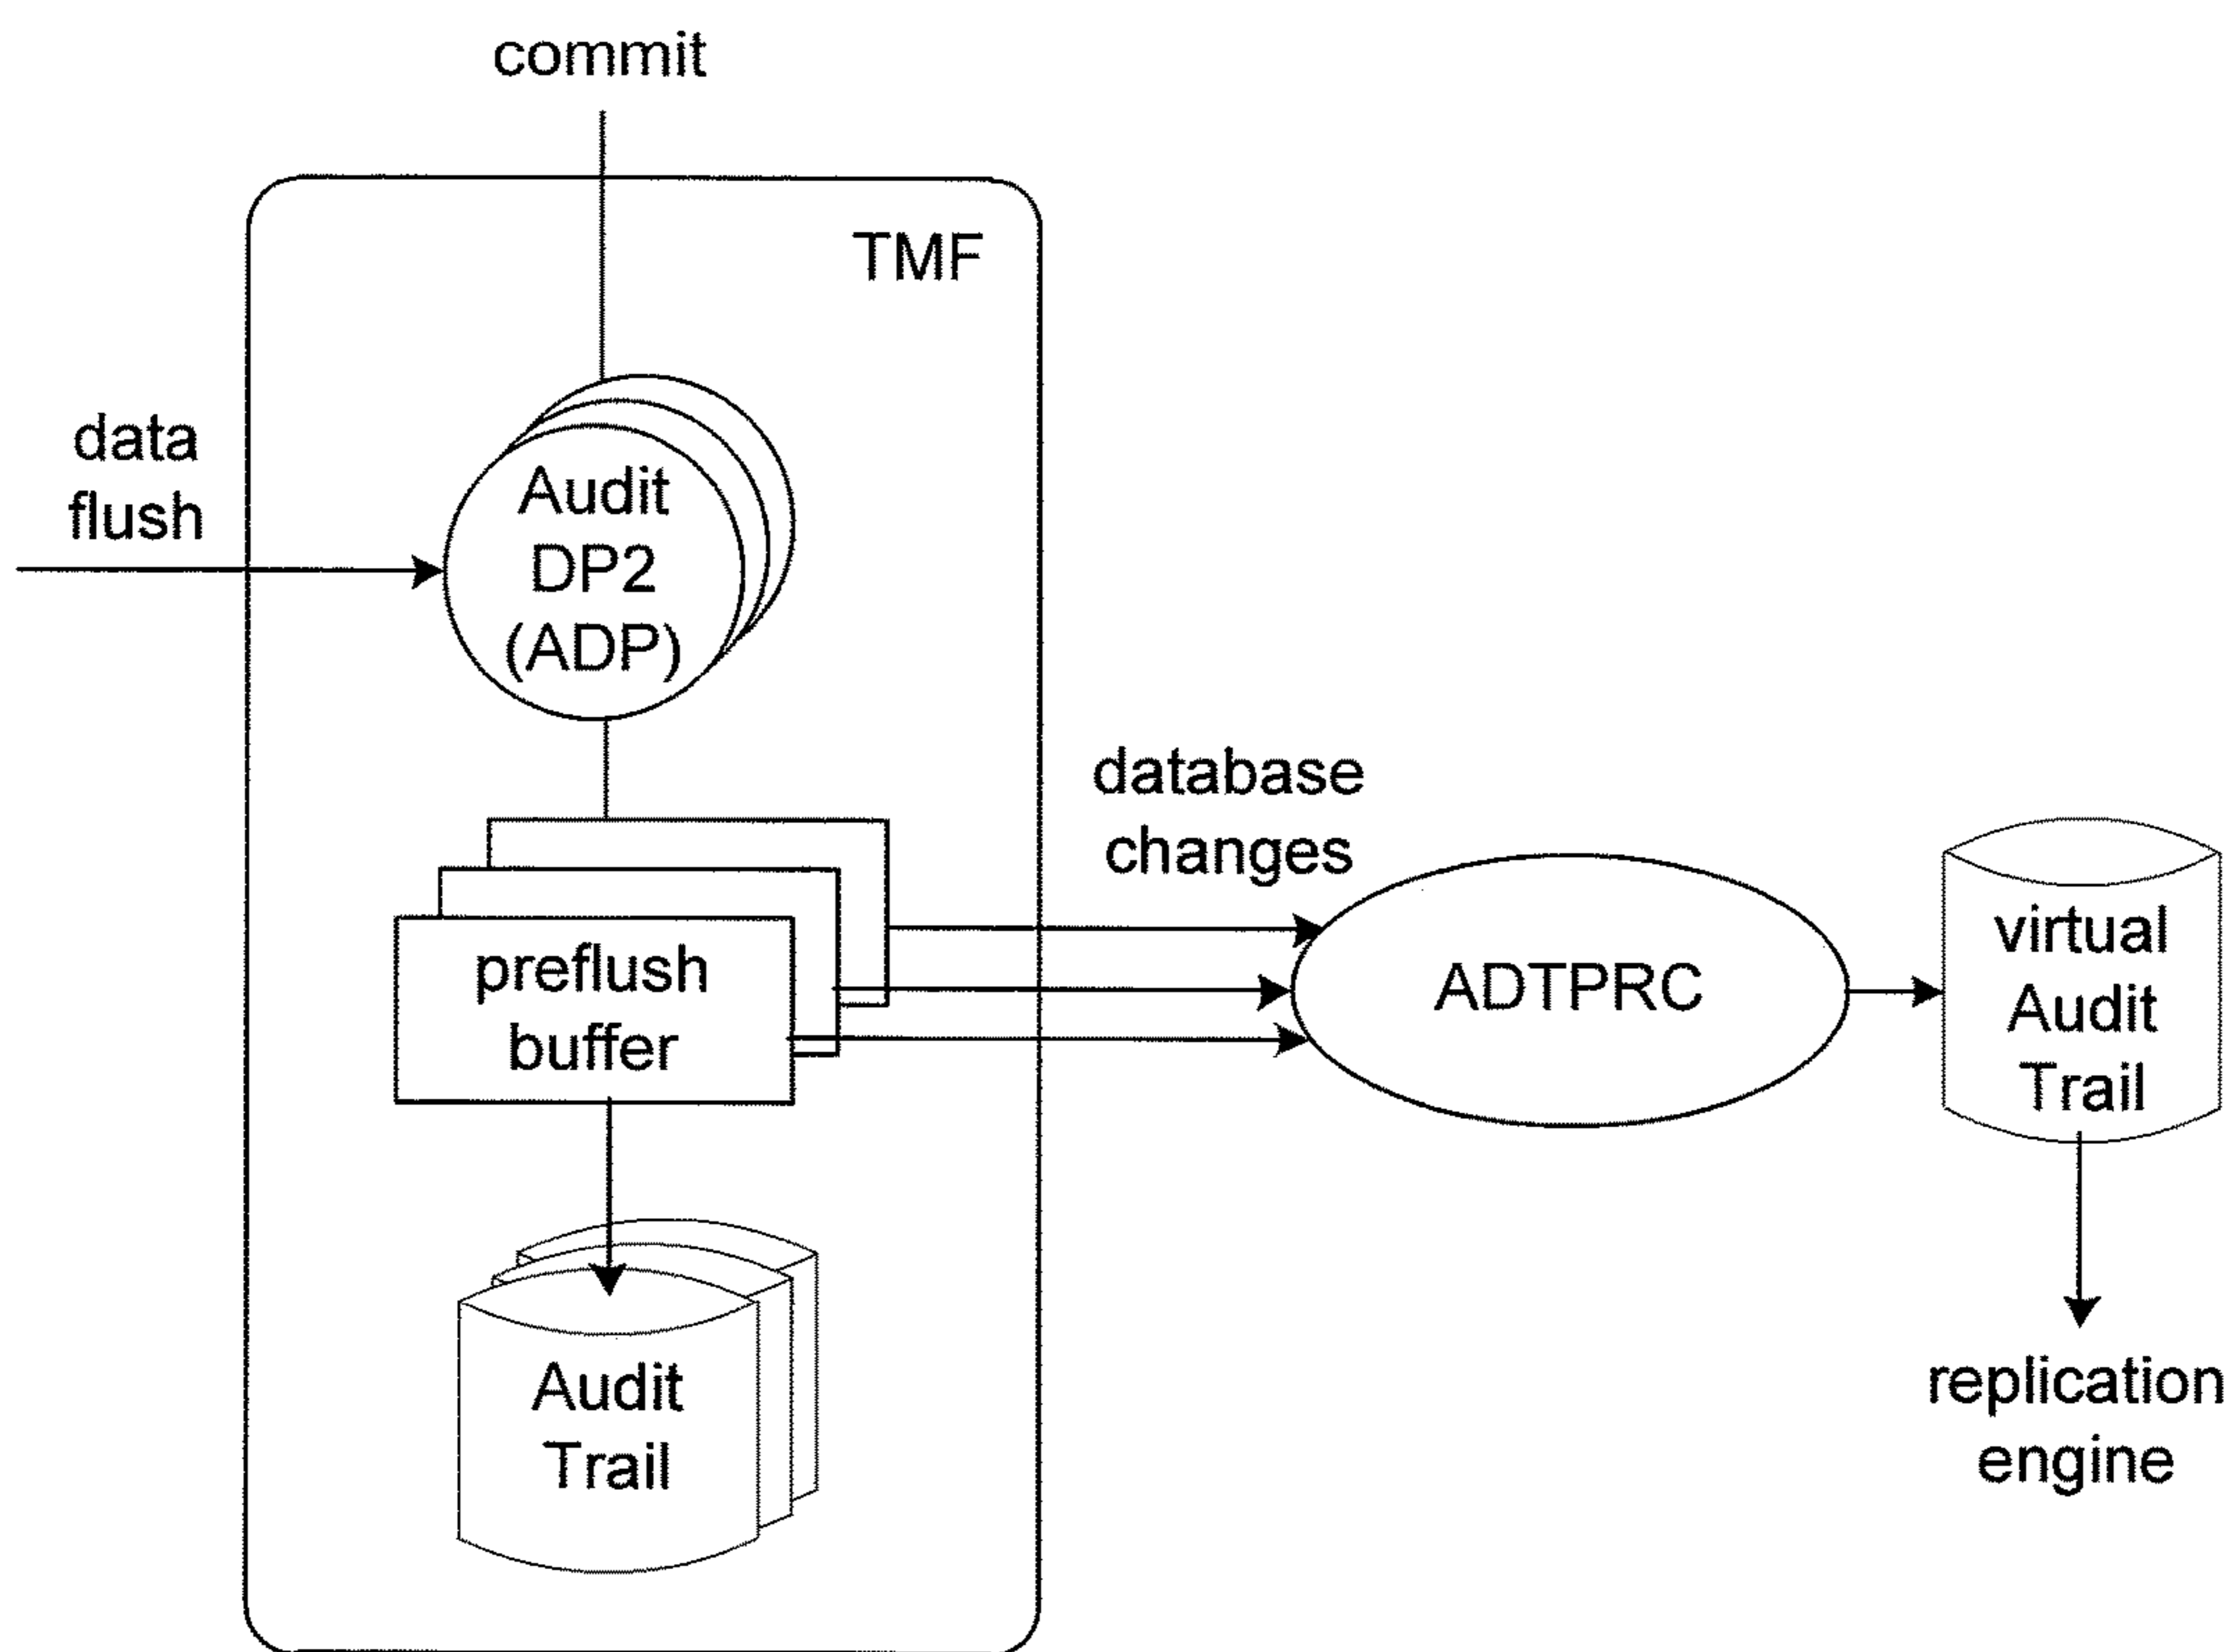 commit
TMF
data
flush
Audit
DP2
(ADP)
database
changes
preflush
buffer
ADTPRC
virtual
Audit
Trail
Audit
Trail
replication
engine